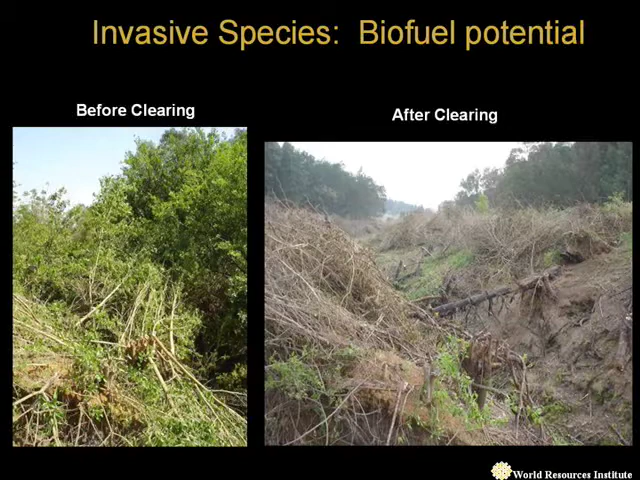 Invasive Species:  Biofuel potential
Before Clearing
After Clearing
World Resources Institute